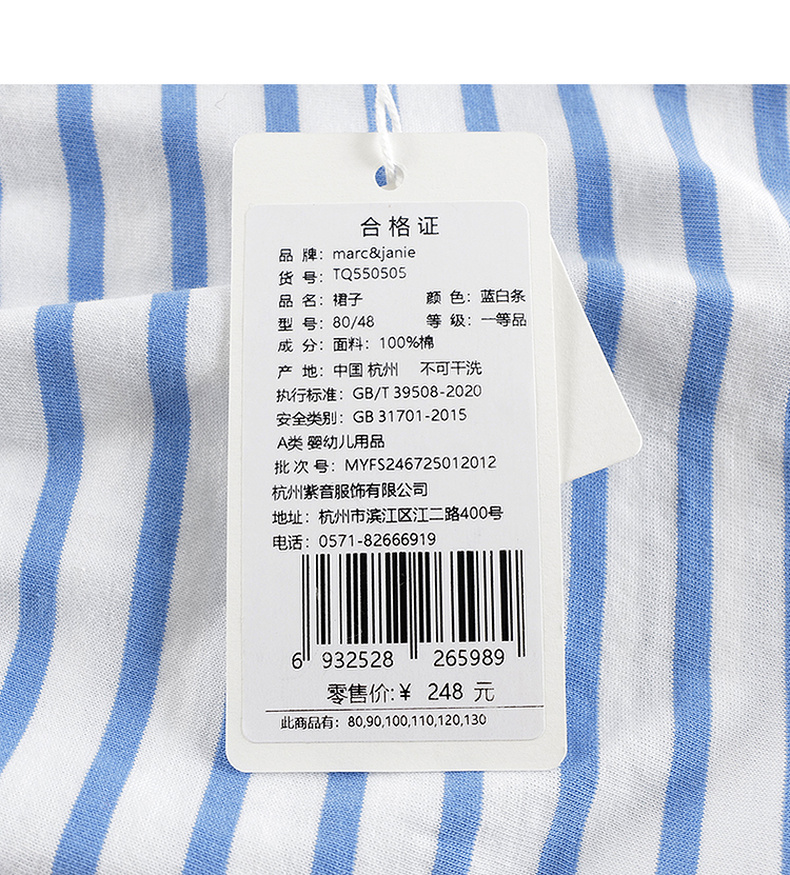 合格证
品 牌：marc&janie
货 号：TQ550505
品 名：裙子 颜 色：蓝白条
型 号：80/48 等 级：一等品
成 分：面料：100%棉
产 地：中国 杭州 不可干洗
执行标准：GB/T 39508-2020
安全类别：GB 31701-2015
A类 婴幼儿用品
批 次 号：MYFS246725012012
杭州紫音服饰有限公司
地址：杭州市滨江区江二路400号
电话：0571-82666919
6 932528 265989
零售价:¥ 248 元
此商品有：80,90,100,110,120,130